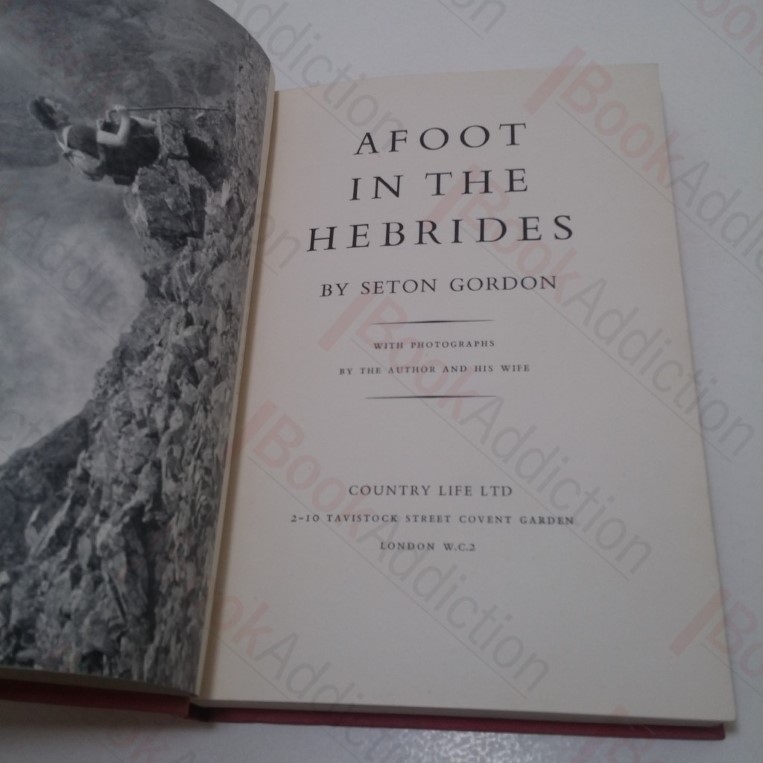 AFOOT
IN THE
HEBRIDES
BY SETON GORDON
WITH PHOTOGRAPHS
BY THE AUTHOR AND HIS WIFE
COUNTRY LIFE LTD
2–10 TAVISTOCK STREET COVENT GARDEN
LONDON W.C.2
BookAddiction